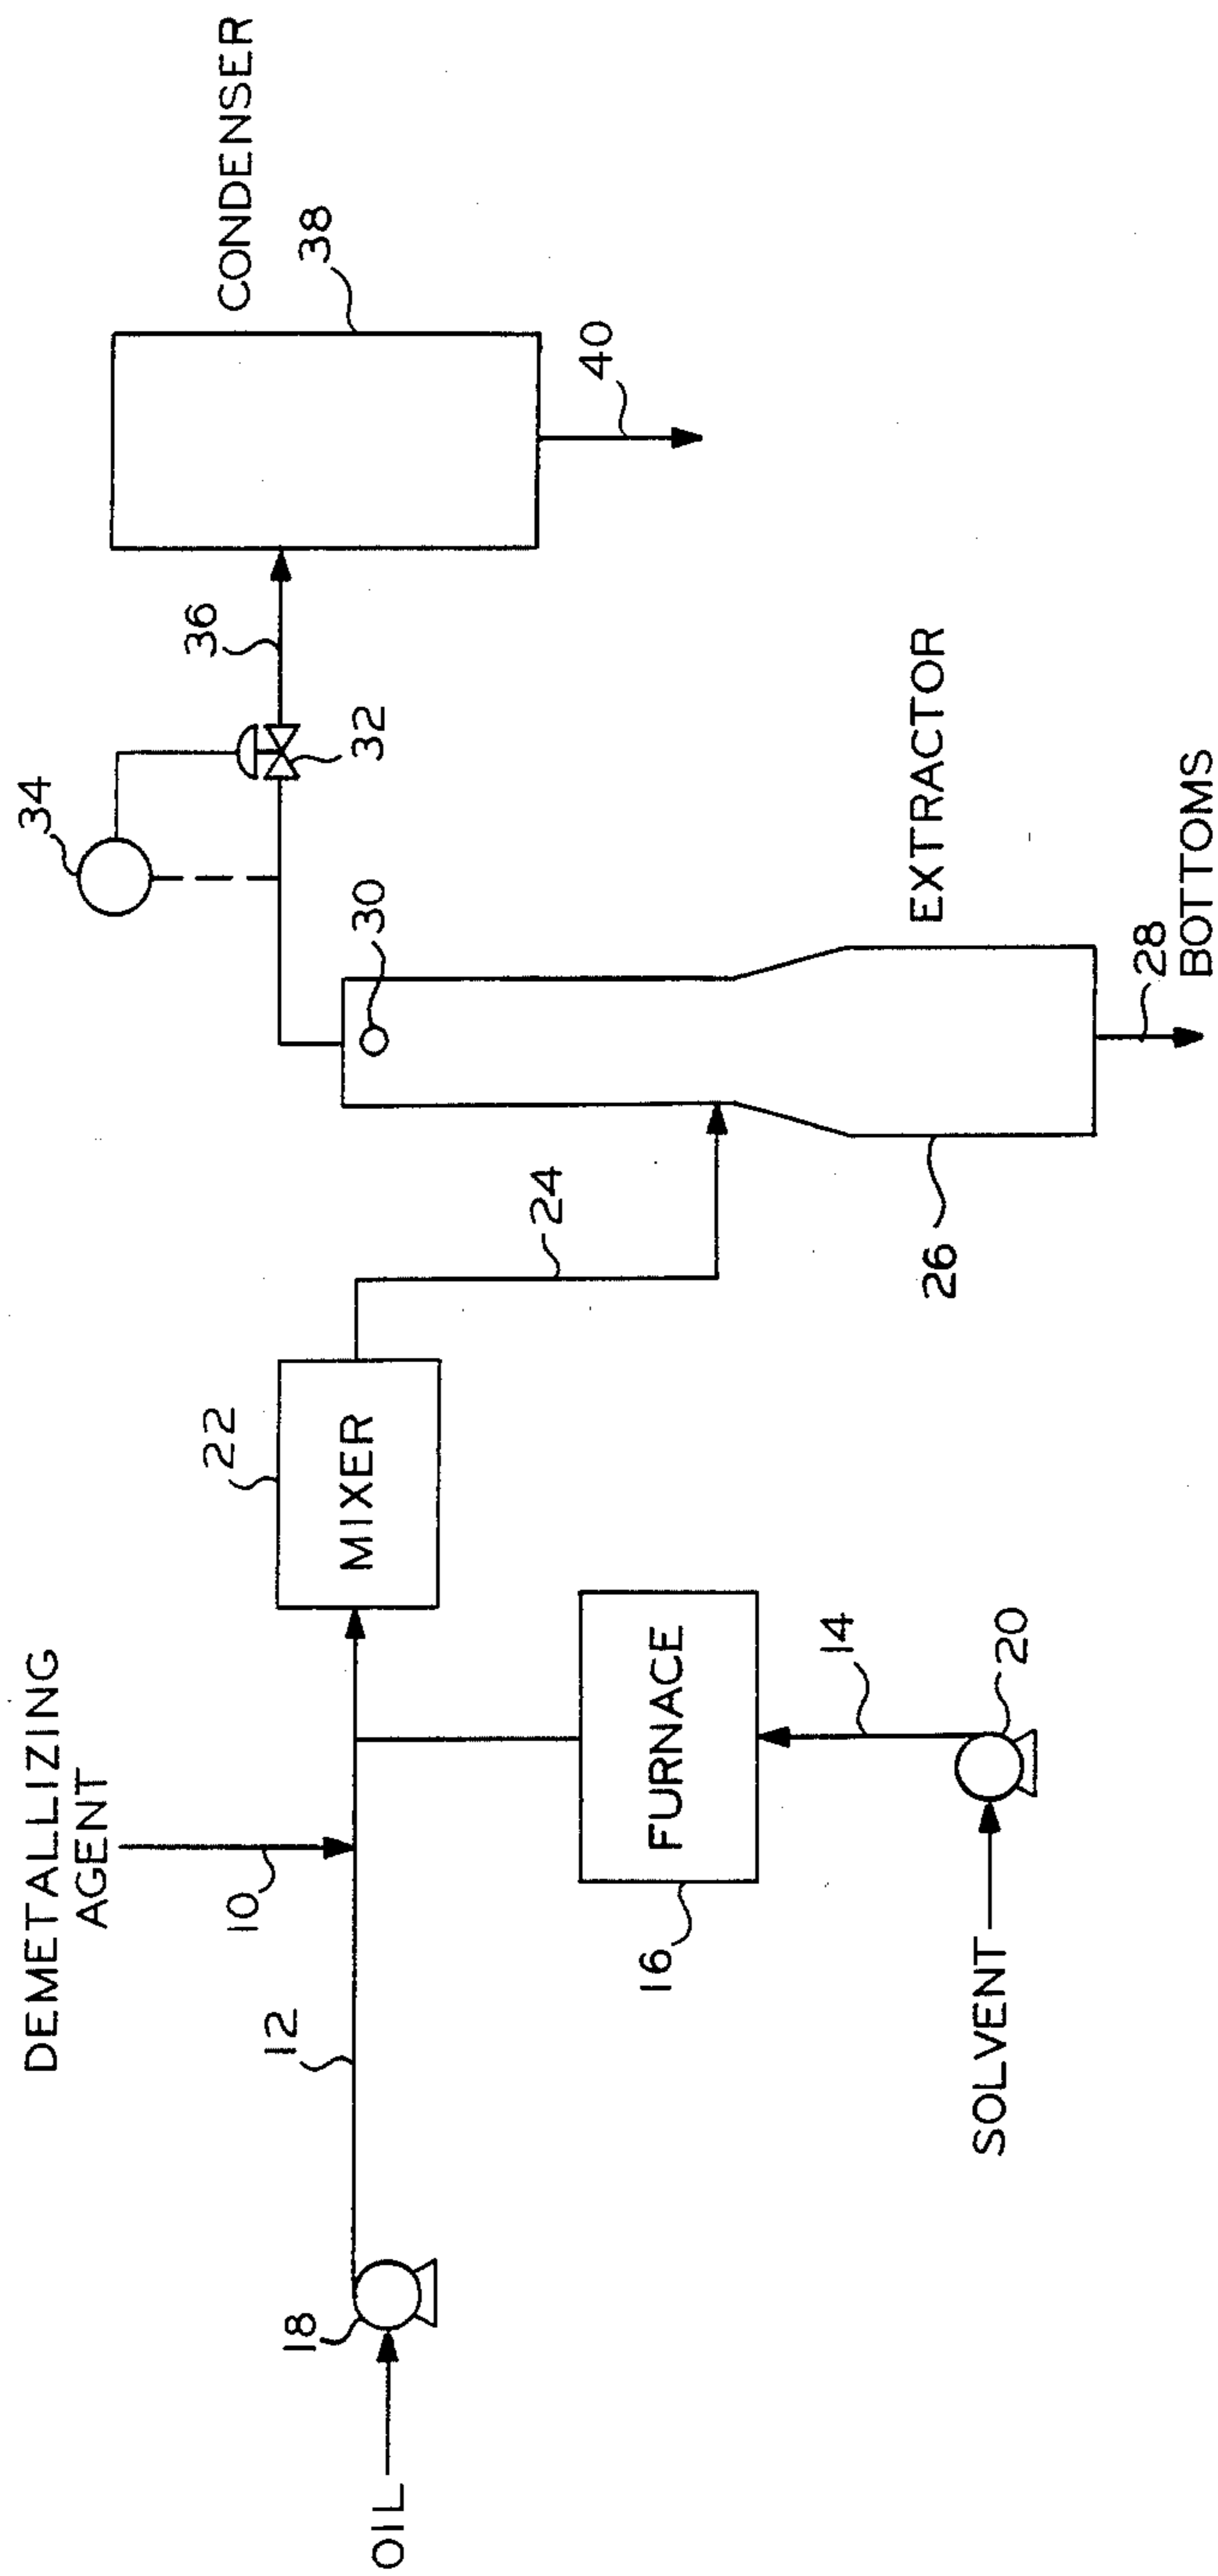 DEMETALLIZING
AGENT
10
OIL
18
12
22
MIXER
FURNACE
16
14
20
SOLVENT
24
34
32
36
30
CONDENSER
38
40
EXTRACTOR
26
28
BOTTOMS